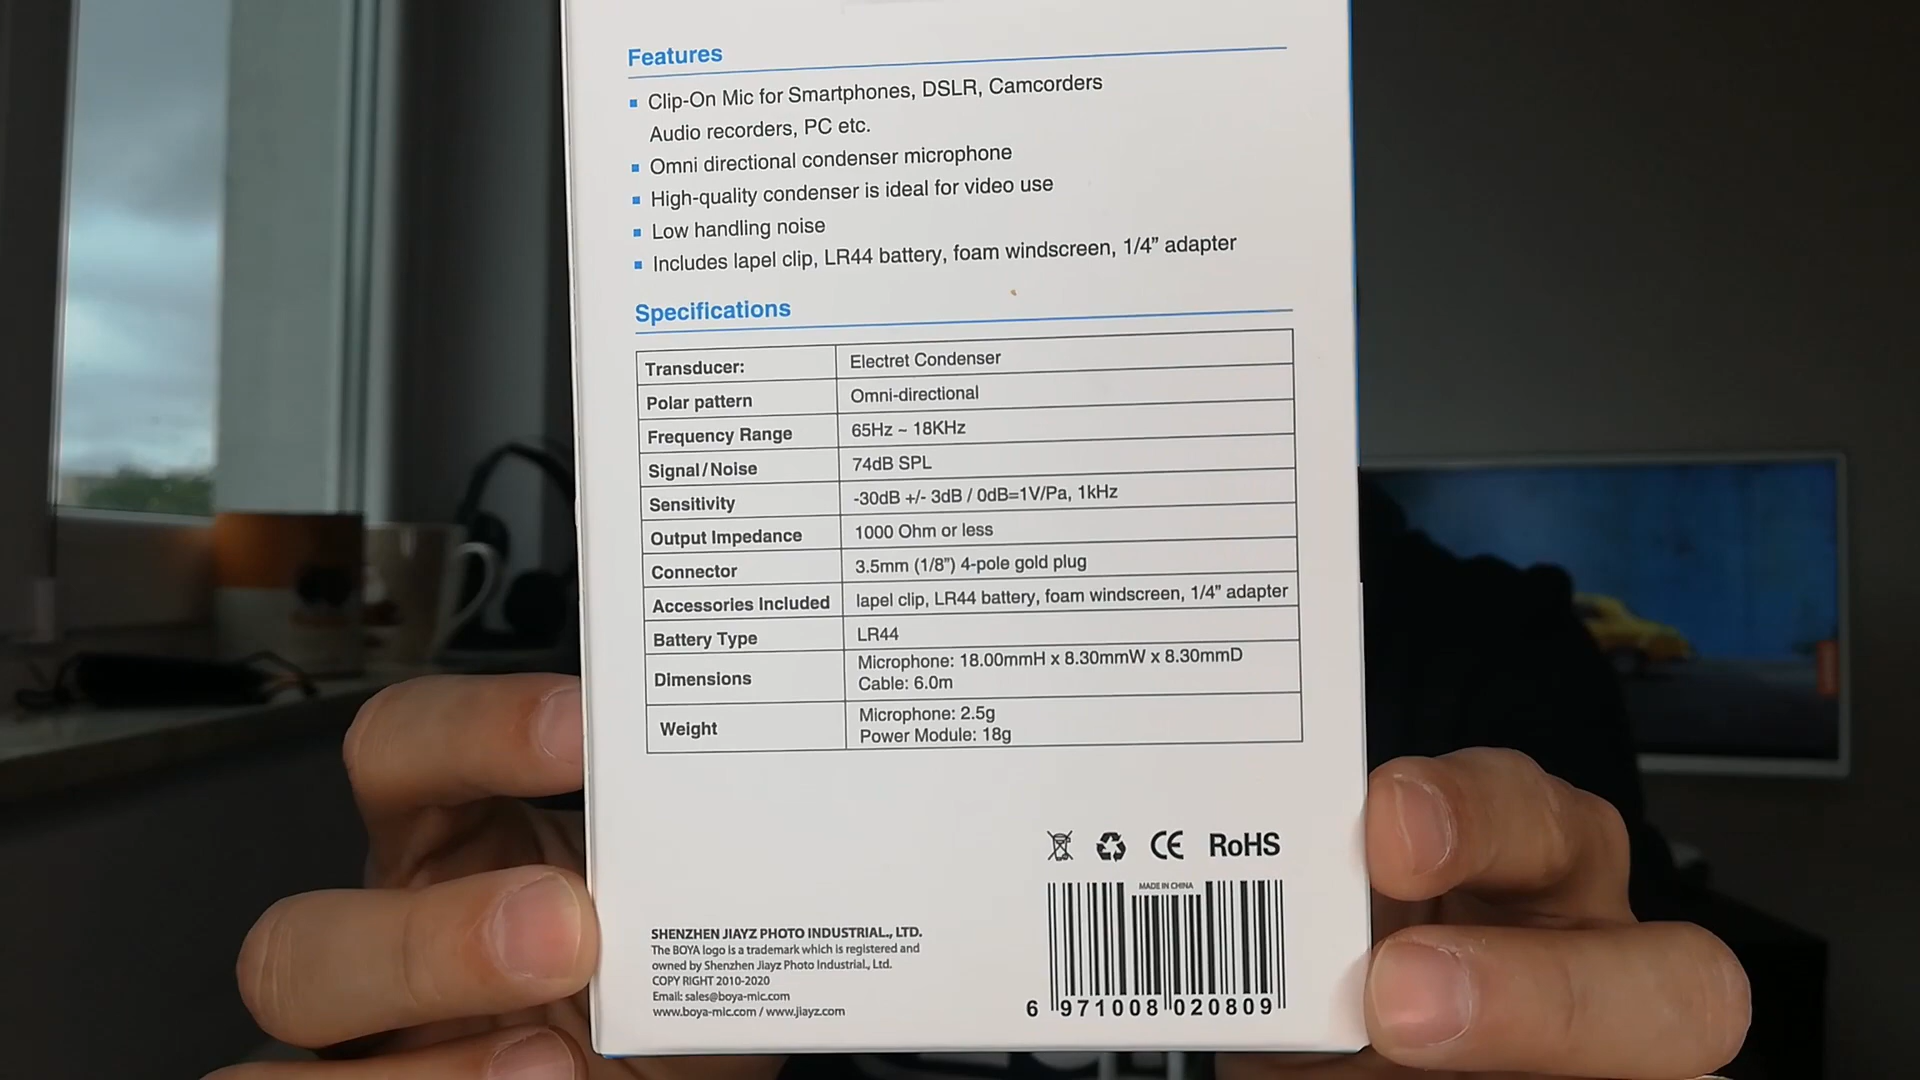 Features
Clip-On Mic for Smartphones, DSLR, Camcorders
Audio recorders, PC etc.
Omni directional condenser microphone
High-quality condenser is ideal for video use
Low handling noise
Includes lapel clip, LR44 battery, foam windscreen, 1/4” adapter
Specifications
Transducer: Electret Condenser
Polar pattern Omni-directional
Frequency Range 65Hz ~ 18KHz
Signal/Noise 74dB SPL
Sensitivity -30dB +/- 3dB / 0dB=1V/Pa, 1kHz
Output Impedance 1000 Ohm or less
Connector 3.5mm (1/8”) 4-pole gold plug
Accessories Included lapel clip, LR44 battery, foam windscreen, 1/4” adapter
Battery Type LR44
Dimensions Microphone: 18.00mmH x 8.30mmW x 8.30mmD
Cable: 6.0m
Weight Microphone: 2.5g
Power Module: 18g
CE RoHS
MADE IN CHINA
SHENZHEN JIAYZ PHOTO INDUSTRIAL., LTD.
The BOYA logo is a trademark which is registered and
owned by Shenzhen Jiayz Photo Industrial., Ltd.
COPY RIGHT 2010-2020
Email: sales@boya-mic.com
www.boya-mic.com / www.jiayz.com
6 971008 020809